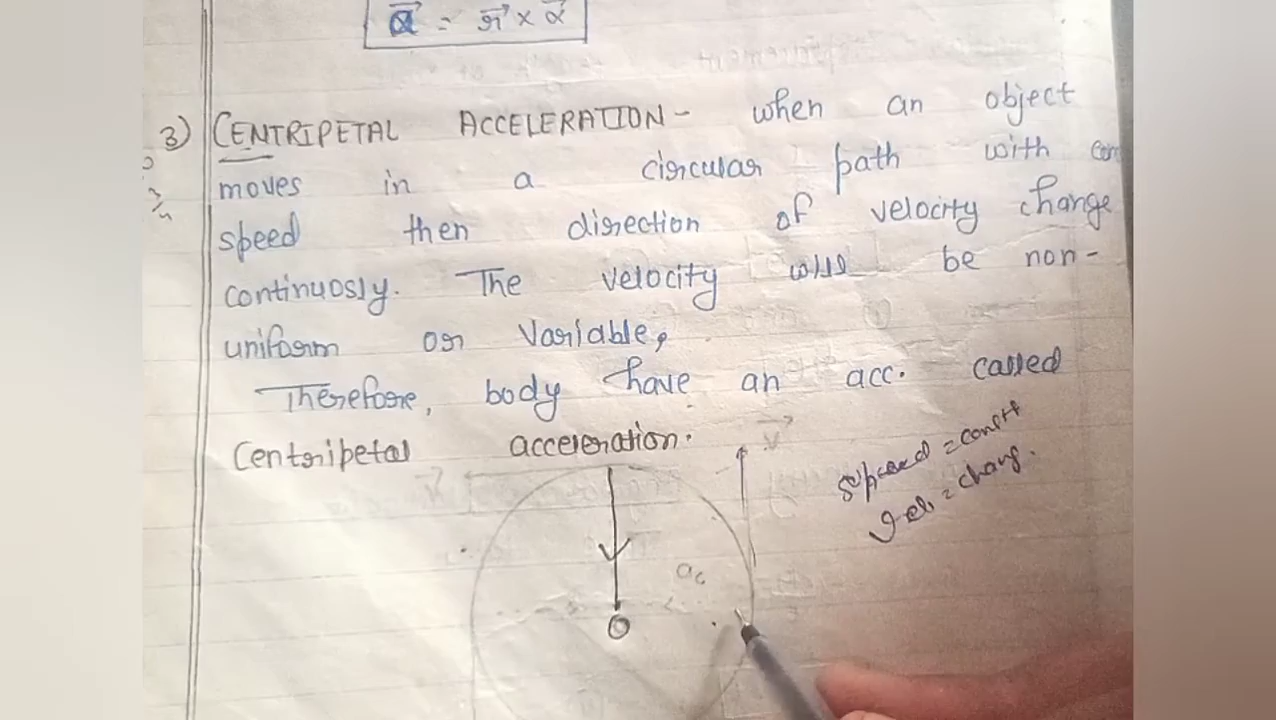 a = r × α
3) CENTRIPETAL ACCELERATION - when an object
moves in a circular path with con
speed then direction of velocity change
continuosly. The velocity will be non-
uniform or variable,
Therefore, body have an acc. called
Centripetal acceleration.
v
speed = const
vel = chang.
v
ac